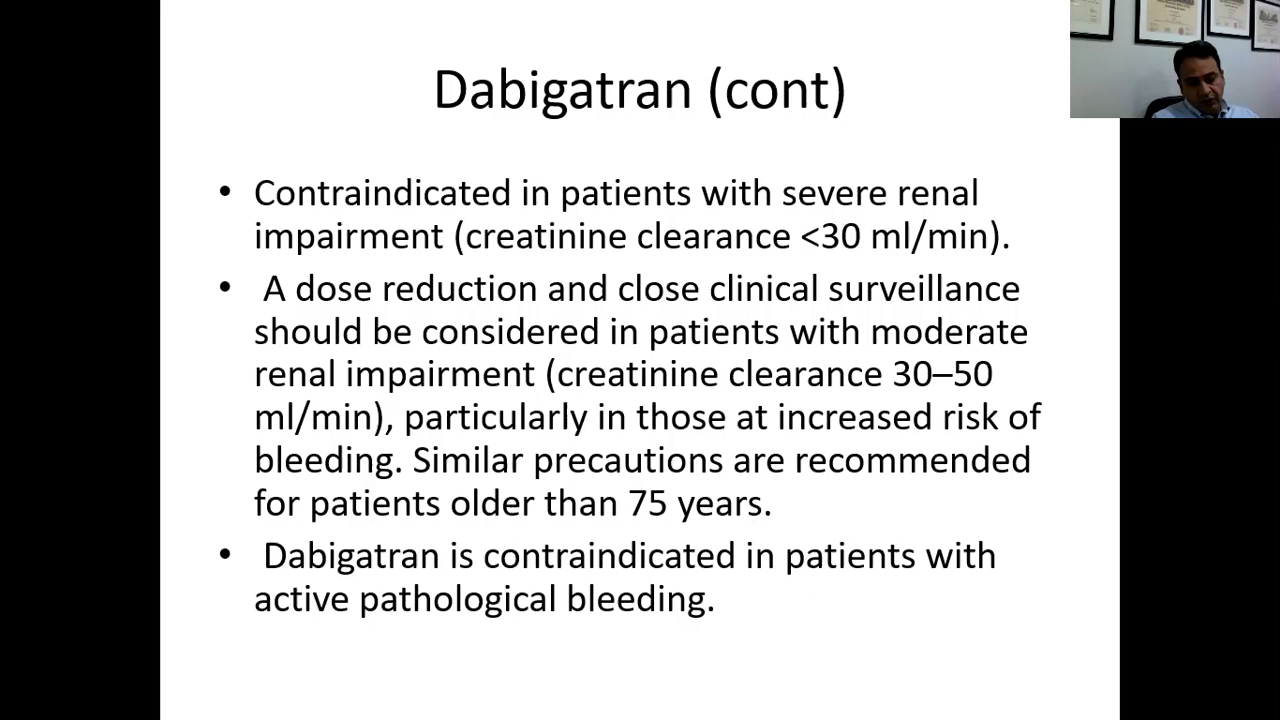 Dabigatran (cont)
• Contraindicated in patients with severe renal
impairment (creatinine clearance <30 ml/min).
• A dose reduction and close clinical surveillance
should be considered in patients with moderate
renal impairment (creatinine clearance 30–50
ml/min), particularly in those at increased risk of
bleeding. Similar precautions are recommended
for patients older than 75 years.
• Dabigatran is contraindicated in patients with
active pathological bleeding.